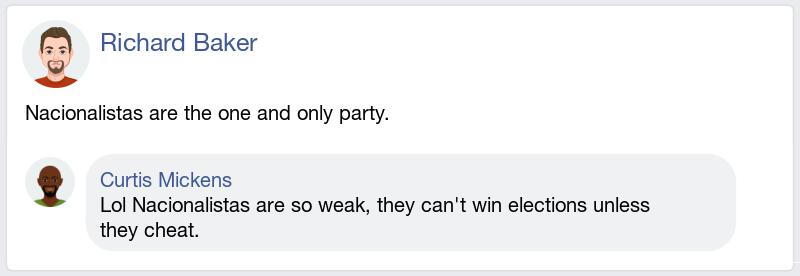 Richard Baker
Nacionalistas are the one and only party.
Curtis Mickens
Lol Nacionalistas are so weak, they can't win elections unless
they cheat.